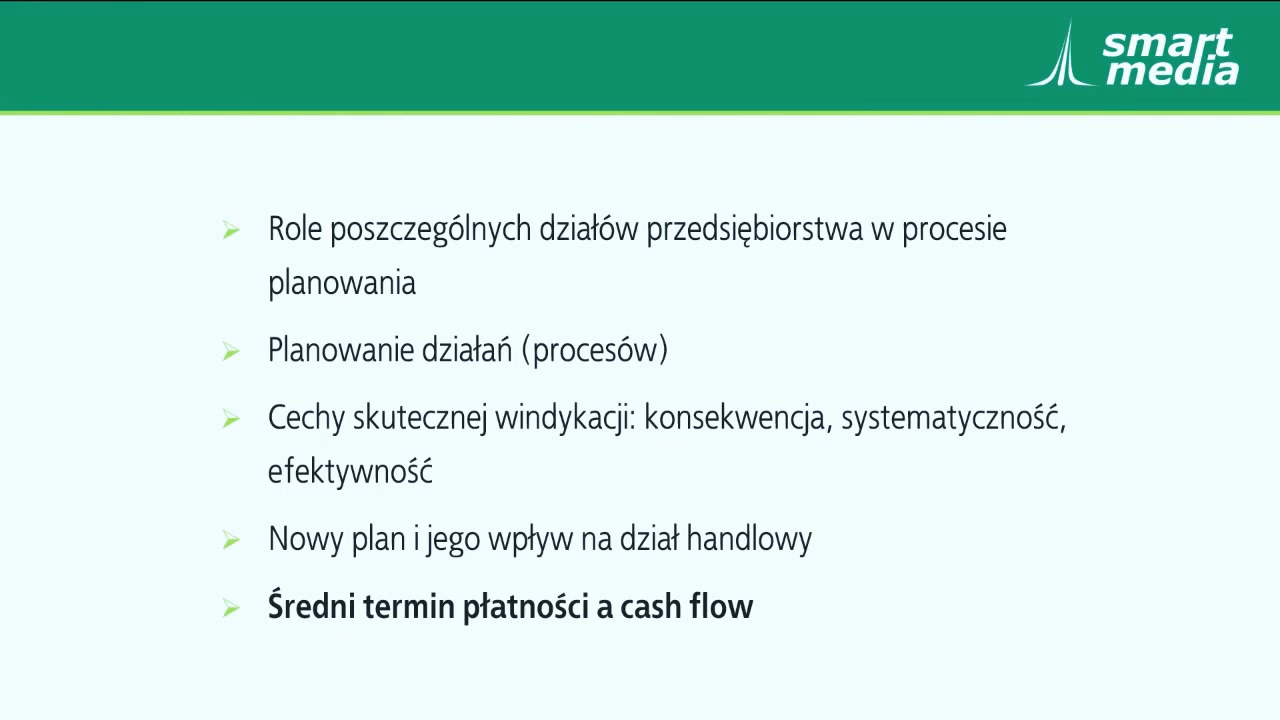 smart
media
Role poszczególnych działów przedsiębiorstwa w procesie
planowania
Planowanie działań (procesów)
Cechy skutecznej windykacji: konsekwencja, systematyczność,
efektywność
Nowy plan i jego wpływ na dział handlowy
Średni termin płatności a cash flow